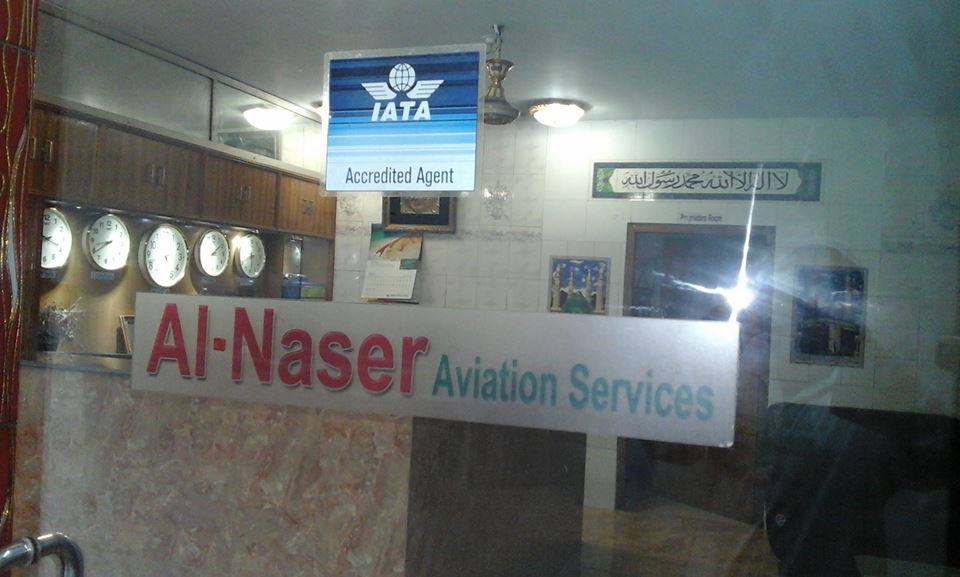 IATA
Accredited Agent
لا اله الا الله محمد رسول الله
Al-Naser Aviation Services